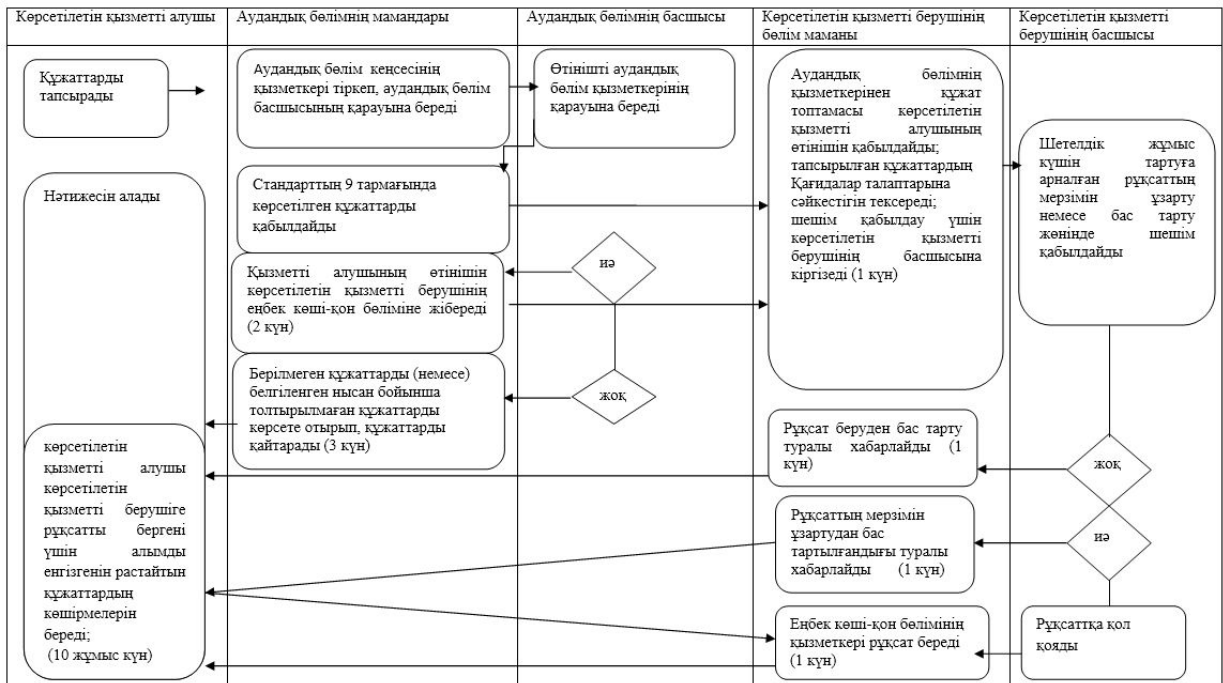 Көрсетілетін қызметті алушы
Аудандық бөлімнің мамандары
Аудандық бөлімнің басшысы
Көрсетілетін қызметті берушінің
бөлім маманы
Көрсетілетін қызметті
берушінің басшысы
Құжаттарды
тапсырады
Аудандық бөлім кеңсесінің
қызметкері тіркеп, аудандық бөлім
басшысының қарауына береді
Өтінішті аудандық
бөлім қызметкерінің
қарауына береді
Аудандық бөлімнің
қызметкерінен құжат
топтамасы көрсетілетін
қызметті алушының
өтінішін қабылдайды;
тапсырылған құжаттардың
Қағидалар талаптарына
сәйкестігін тексереді;
шешім қабылдау үшін
көрсетілетін қызметті
берушінің басшысына
кіргізеді (1 күн)
Шетелдік жұмыс
күшін тартуға
арналған рұқсаттың
мерзімін ұзарту
немесе бас тарту
жөнінде шешім
қабылдайды
Нәтижесін алады
Стандарттың 9 тармағында
көрсетілген құжаттарды
қабылдайды
иә
Қызметті алушының өтінішін
көрсетілетін қызметті берушінің
еңбек көші-қон бөліміне жібереді
(2 күн)
Берілмеген құжаттарды (немесе)
белгіленген нысан бойынша
толтырылмаған құжаттарды
көрсете отырып, құжаттарды
қайтарады (3 күн)
жоқ
көрсетілетін
қызметті алушы
көрсетілетін
қызметті берушіге
рұқсатты бергені
үшін алымды
енгізгенін растайтын
құжаттардың
көшірмелерін
береді;
(10 жұмыс күн)
Рұқсат беруден бас тарту
туралы хабарлайды (1
күн)
жоқ
Рұқсаттың мерзімін
ұзартудан бас
тартылғандығы туралы
хабарлайды (1 күн)
иә
Еңбек көші-қон бөлімінің
қызметкері рұқсат береді
(1 күн)
Рұқсатқа қол
қояды